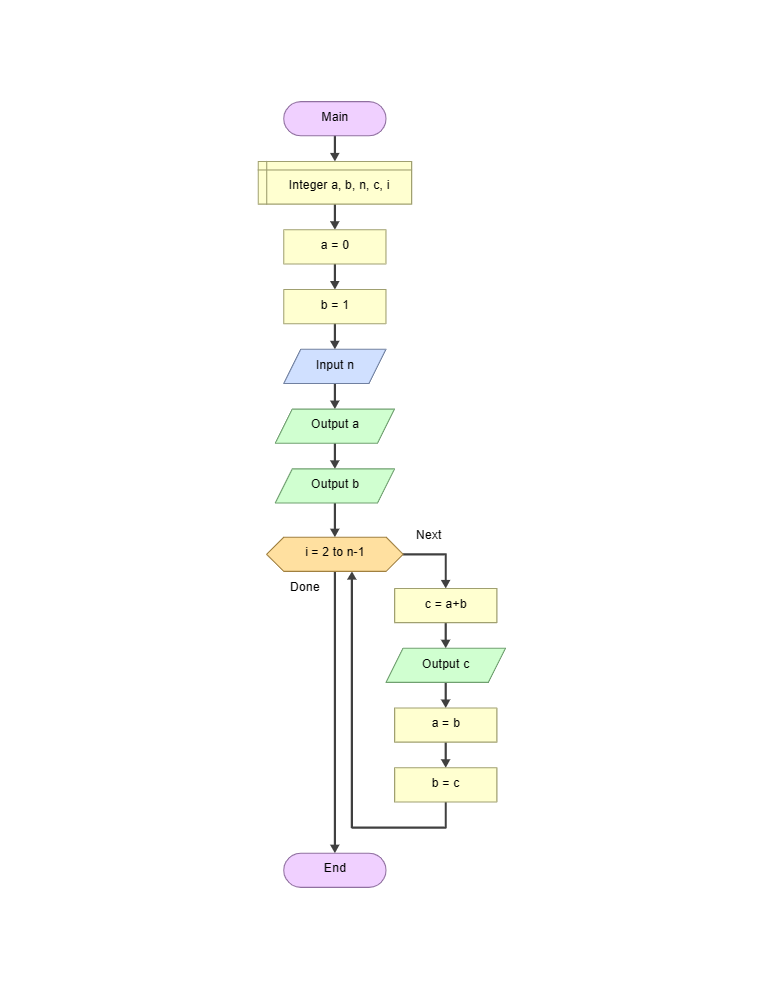 Main
Integer a, b, n, c, i
a = 0
b = 1
Input n
Output a
Output b
i = 2 to n-1
Next
Done
c = a+b
Output c
a = b
b = c
End